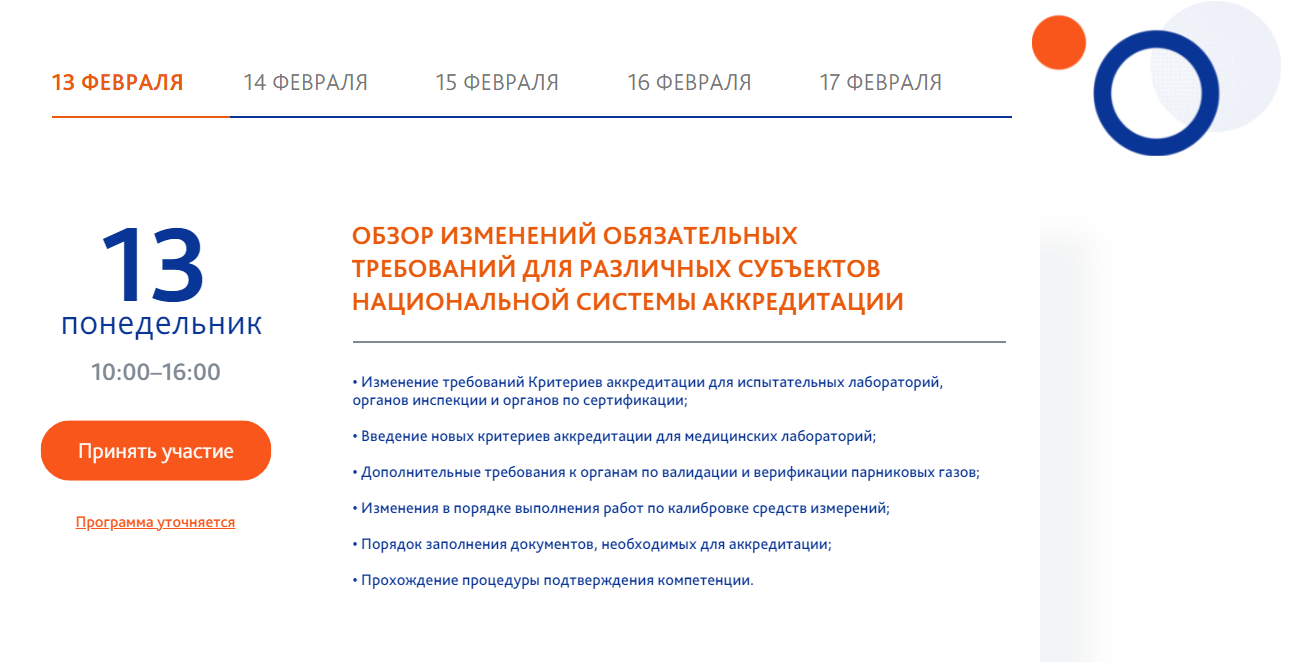 13 ФЕВРАЛЯ
14 ФЕВРАЛЯ
15 ФЕВРАЛЯ
16 ФЕВРАЛЯ
17 ФЕВРАЛЯ
13
понедельник
10:00–16:00
Принять участие
Программа уточняется
ОБЗОР ИЗМЕНЕНИЙ ОБЯЗАТЕЛЬНЫХ
ТРЕБОВАНИЙ ДЛЯ РАЗЛИЧНЫХ СУБЪЕКТОВ
НАЦИОНАЛЬНОЙ СИСТЕМЫ АККРЕДИТАЦИИ
• Изменение требований Критериев аккредитации для испытательных лабораторий,
органов инспекции и органов по сертификации;
• Введение новых критериев аккредитации для медицинских лабораторий;
• Дополнительные требования к органам по валидации и верификации парниковых газов;
• Изменения в порядке выполнения работ по калибровке средств измерений;
• Порядок заполнения документов, необходимых для аккредитации;
• Прохождение процедуры подтверждения компетенции.